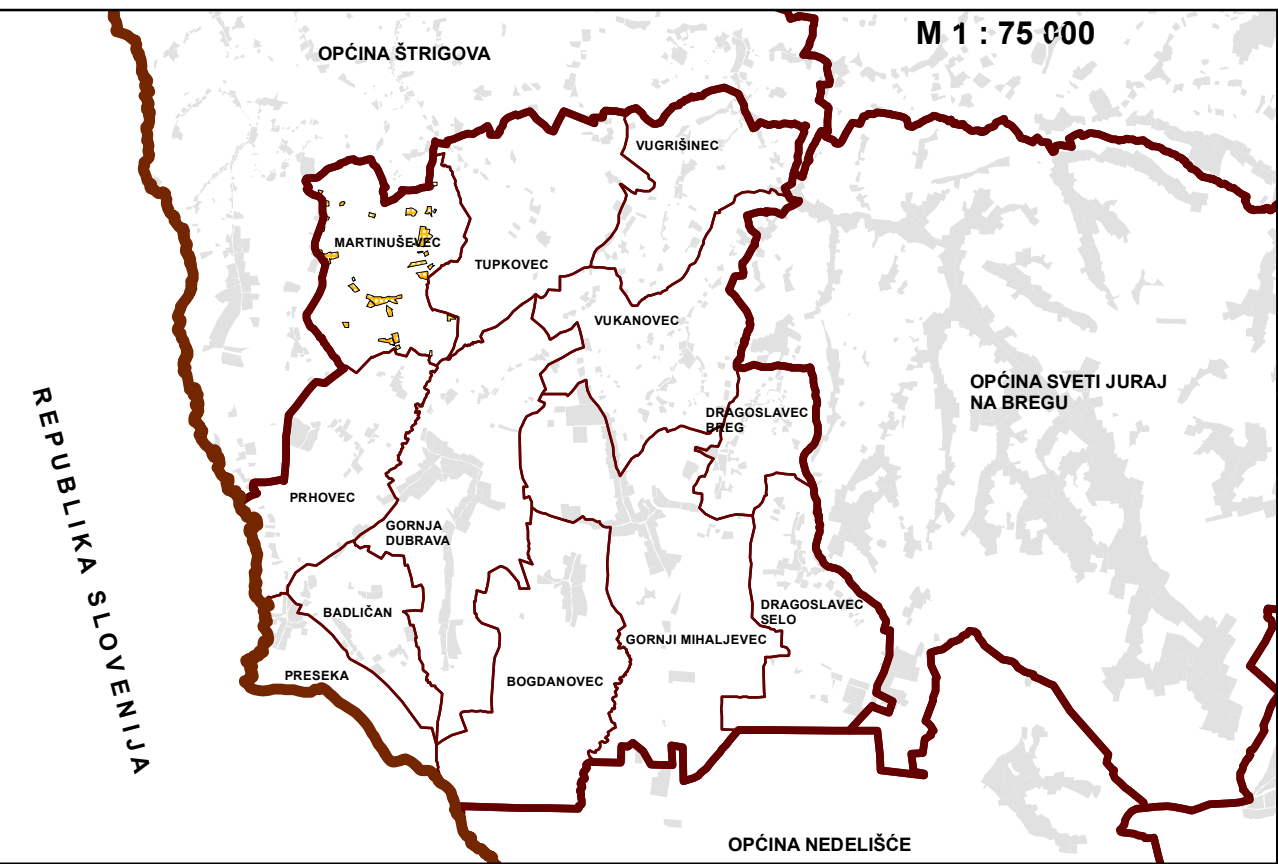 M 1 : 75 000
OPĆINA ŠTRIGOVA
VUGRIŠINEC
MARTINUŠEVEC
TUPKOVEC
VUKANOVEC
OPĆINA SVETI JURAJ
NA BREGU
DRAGOSLAVEC
BREG
REPUBLIKA SLOVENIJA
PRHOVEC
GORNJA
DUBRAVA
BADLIČAN
DRAGOSLAVEC
SELO
GORNJI MIHALJEVEC
PRESEKA
BOGDANOVEC
OPĆINA NEDELIŠĆE